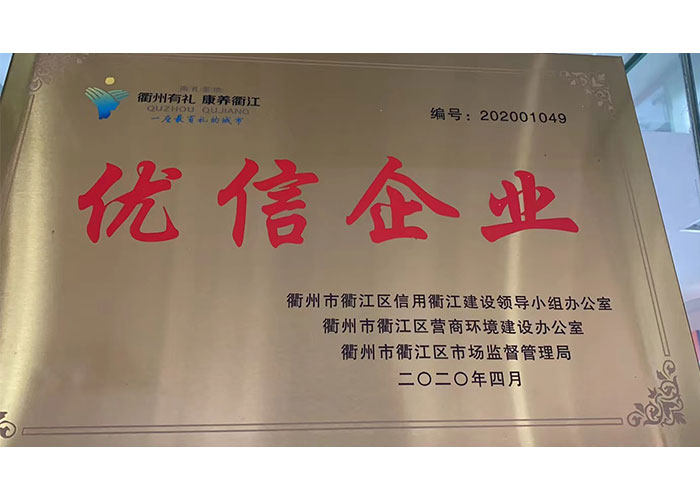 南孔圣地
衢州有礼 康养衢江
QUZHOU QUJIANG
一座最有礼的城市
编号：202001049
优信企业
衢州市衢江区信用衢江建设领导小组办公室
衢州市衢江区营商环境建设办公室
衢州市衢江区市场监督管理局
二〇二〇年四月